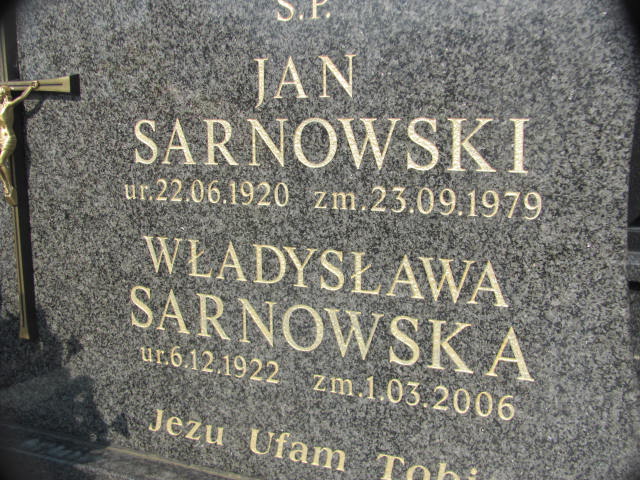 Ś.P.
JAN
SARNOWSKI
ur.22.06.1920 zm.23.09.1979
WŁADYSŁAWA
SARNOWSKA
ur.6.12.1922 zm.1.03.2006
Jezu Ufam Tobie